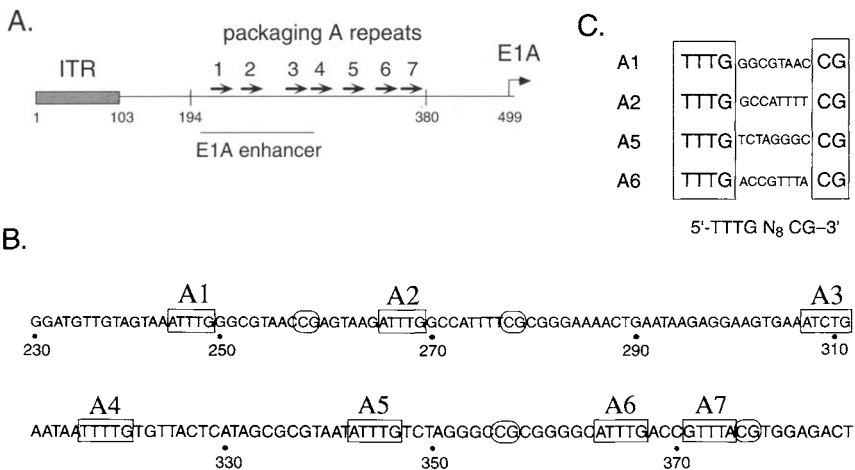 A.
packaging A repeats
E1A
ITR
1 2 3 4 5 6 7
1 103 194 380 499
E1A enhancer
C.
A1 TTTG GGCGTAAC CG
A2 TTTG GCCATTTT CG
A5 TTTG TCTAGGGC CG
A6 TTTG ACCGTTTA CG
5'-TTTG N8 CG–3'
B.
A1 A2 A3
GGATGTTGTAGTAAATTTGGGCGTAACCGAGTAAGATTTGGCCATTTTCGCGGGAAAACTGAATAAGAGGAAGTGAAATCTG
230 250 270 290 310
A4 A5 A6 A7
AATAATTTTGTGTTACTCATAGCGCGTAATATTTGTCTAGGGCCGCGGGGCATTTGACCGTTTACGTGGAGACT
330 350 370